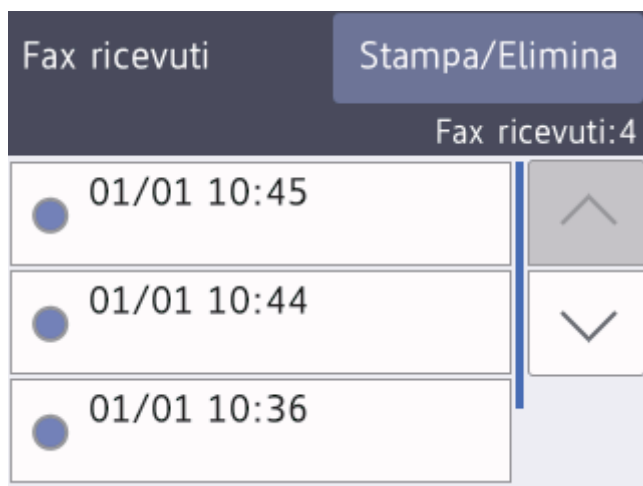 Fax ricevuti
Stampa/Elimina
Fax ricevuti:4
01/01 10:45
01/01 10:44
01/01 10:36